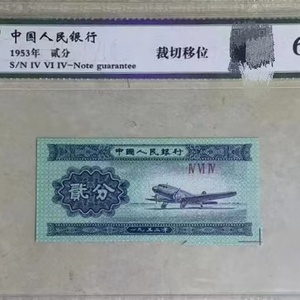 中国人民银行
1953年 贰分
S/N IV VI IV-Note guarantee
裁切移位
6
中国人民银行
IV VI IV
贰分
一九五三年